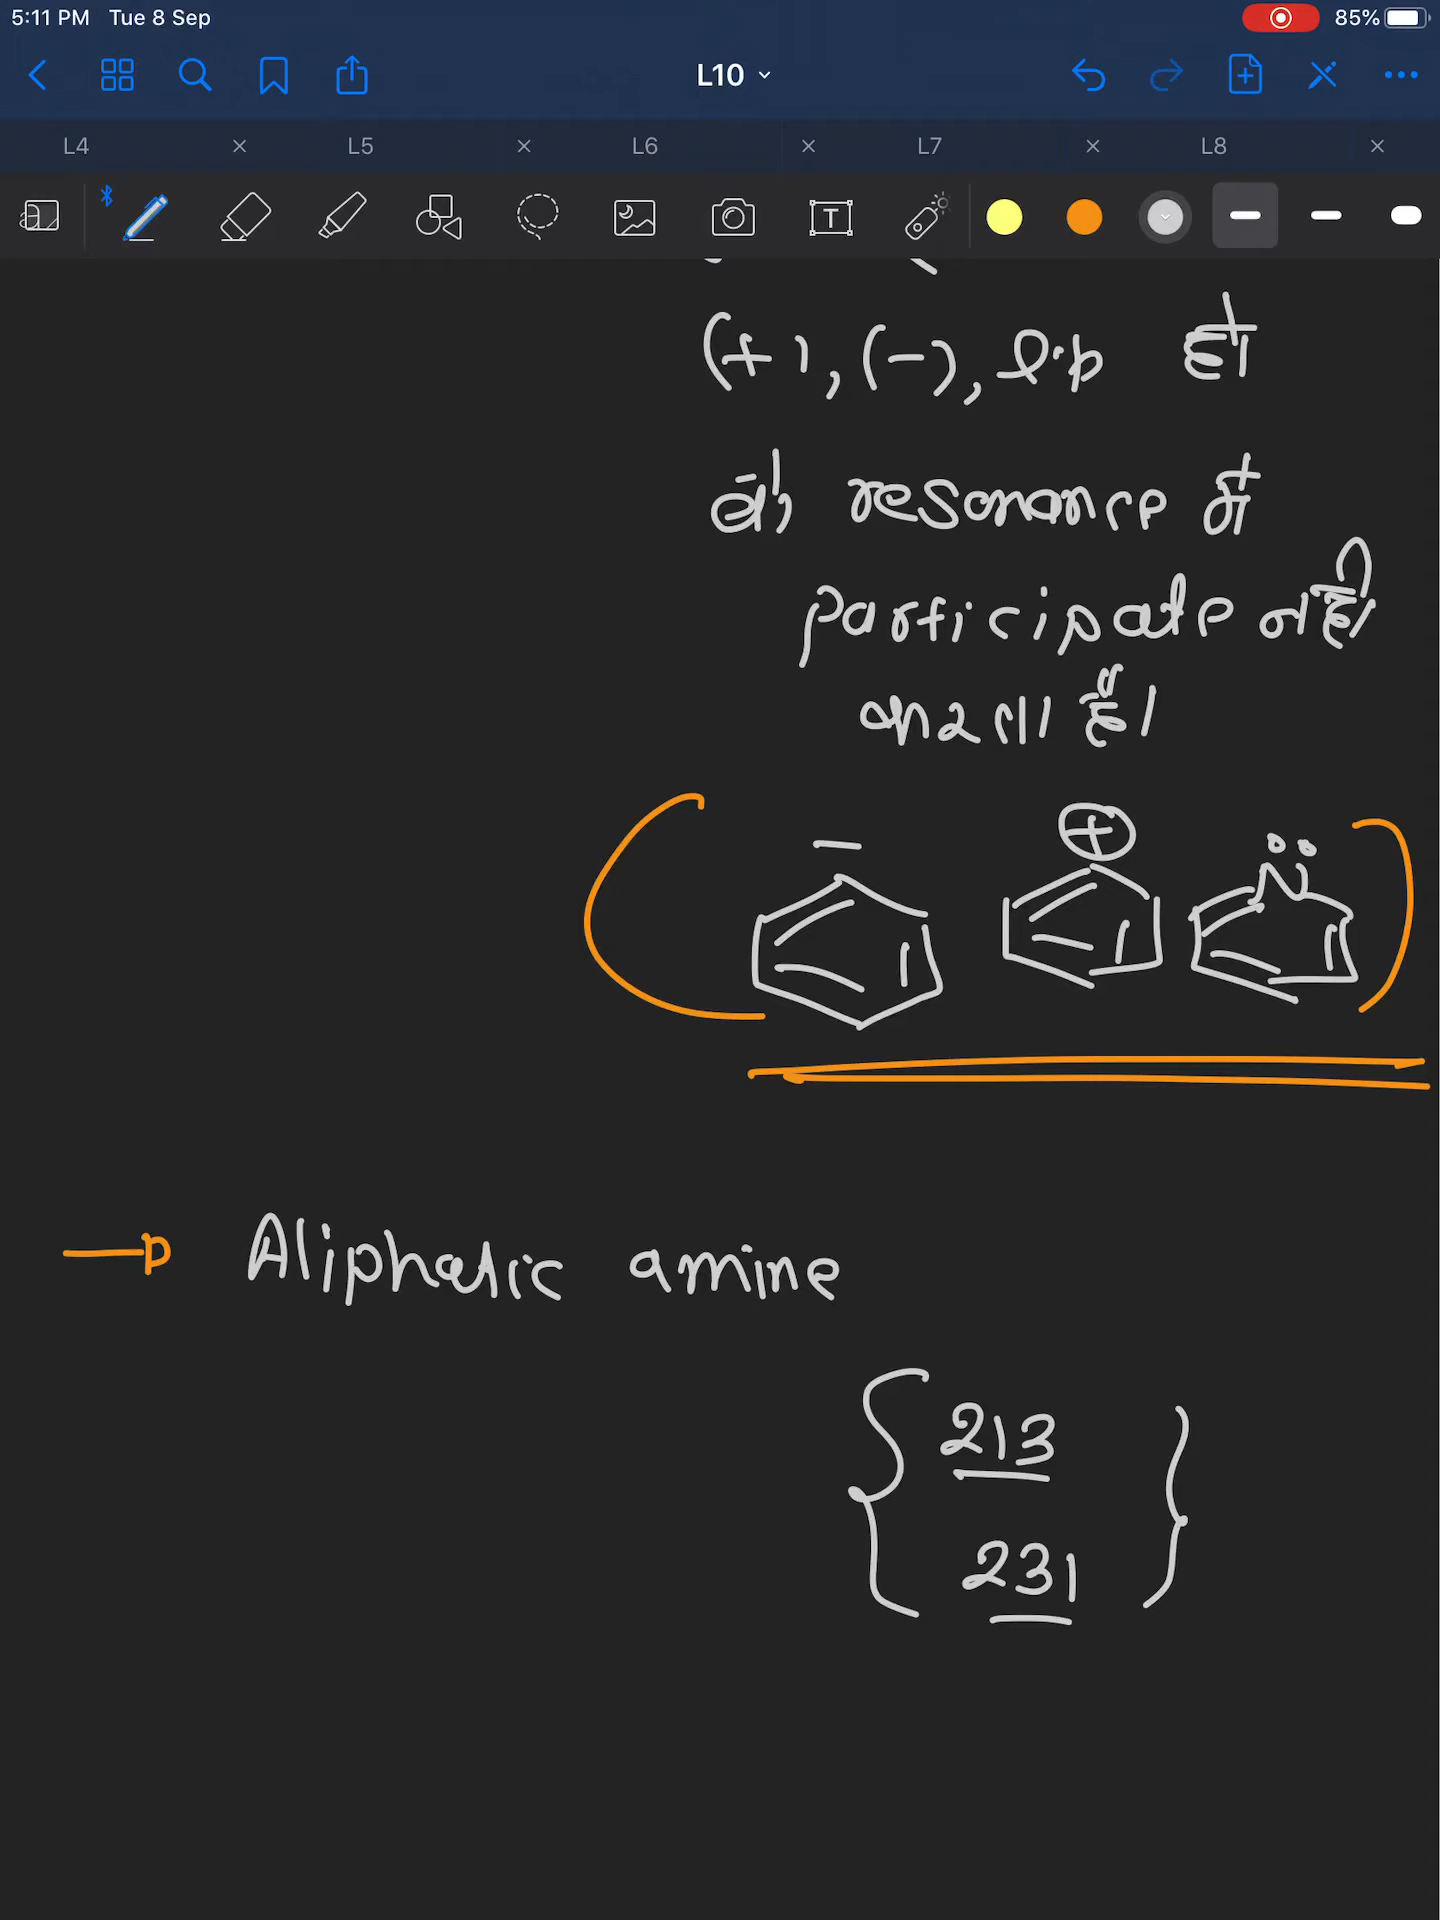 5:11 PM Tue 8 Sep 85%
L10
L4 L5 L6 L7 L8
(+), (-), l.p हो
तो, resonance में
participate नहीं
करता है।
+
N
Aliphatic amine
213
231